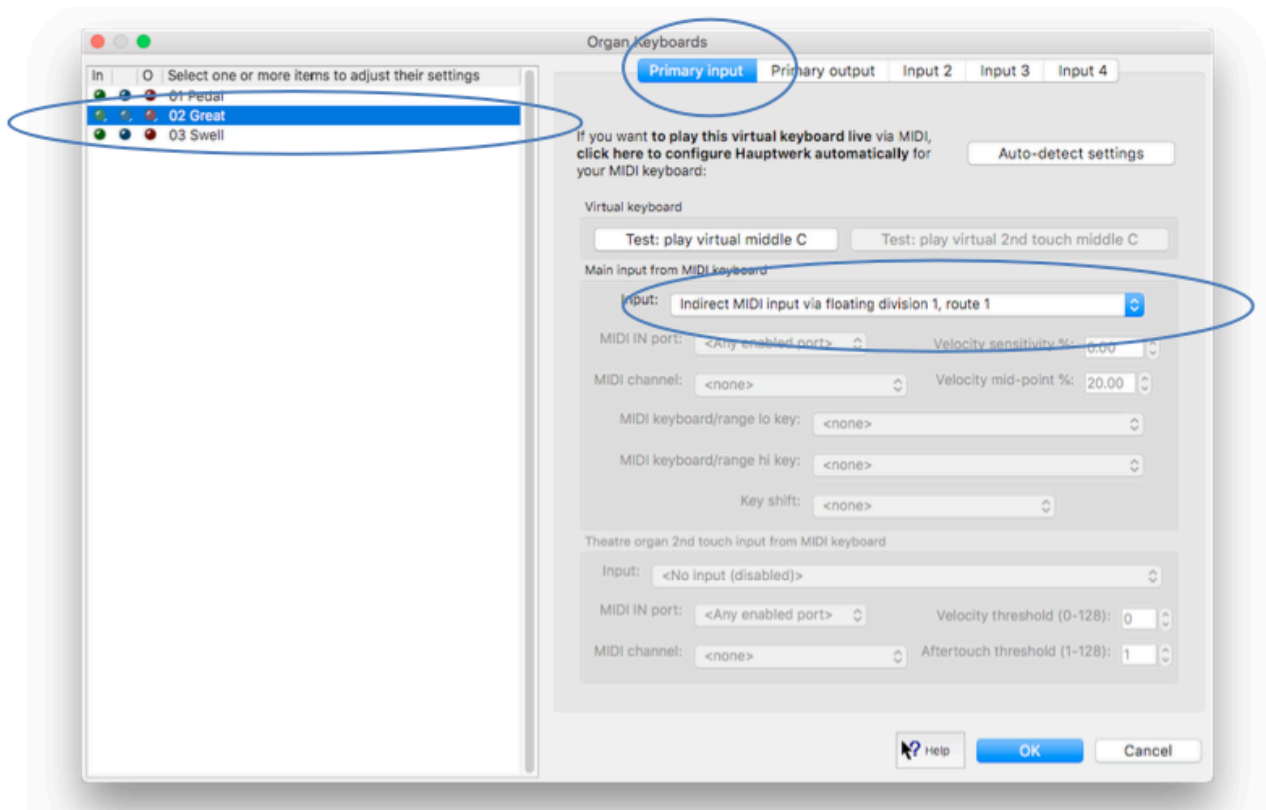 Organ Keyboards
In O Select one or more items to adjust their settings
01 Pedal
02 Great
03 Swell
Primary input Primary output Input 2 Input 3 Input 4
If you want to play this virtual keyboard live via MIDI,
click here to configure Hauptwerk automatically for
your MIDI keyboard:
Auto-detect settings
Virtual keyboard
Test: play virtual middle C Test: play virtual 2nd touch middle C
Main input from MIDI keyboard
Input: Indirect MIDI input via floating division 1, route 1
MIDI IN port: <Any enabled port> Velocity sensitivity %: 0.00
MIDI channel: <none> Velocity mid-point %: 20.00
MIDI keyboard/range lo key: <none>
MIDI keyboard/range hi key: <none>
Key shift: <none>
Theatre organ 2nd touch input from MIDI keyboard
Input: <No input (disabled)>
MIDI IN port: <Any enabled port> Velocity threshold (0-128): 0
MIDI channel: <none> Aftertouch threshold (1-128): 1
? Help OK Cancel